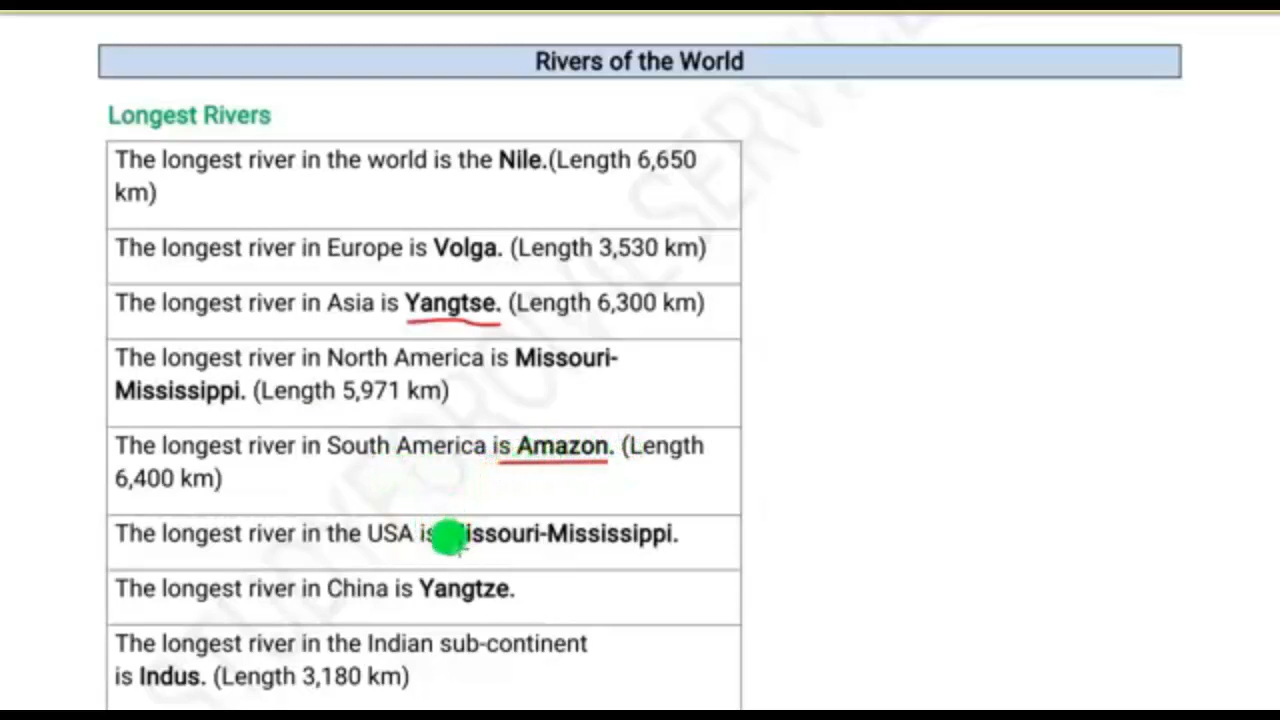 Rivers of the World
Longest Rivers
The longest river in the world is the Nile.(Length 6,650
km)
The longest river in Europe is Volga. (Length 3,530 km)
The longest river in Asia is Yangtse. (Length 6,300 km)
The longest river in North America is Missouri-
Mississippi. (Length 5,971 km)
The longest river in South America is Amazon. (Length
6,400 km)
The longest river in the USA is Missouri-Mississippi.
The longest river in China is Yangtze.
The longest river in the Indian sub-continent
is Indus. (Length 3,180 km)